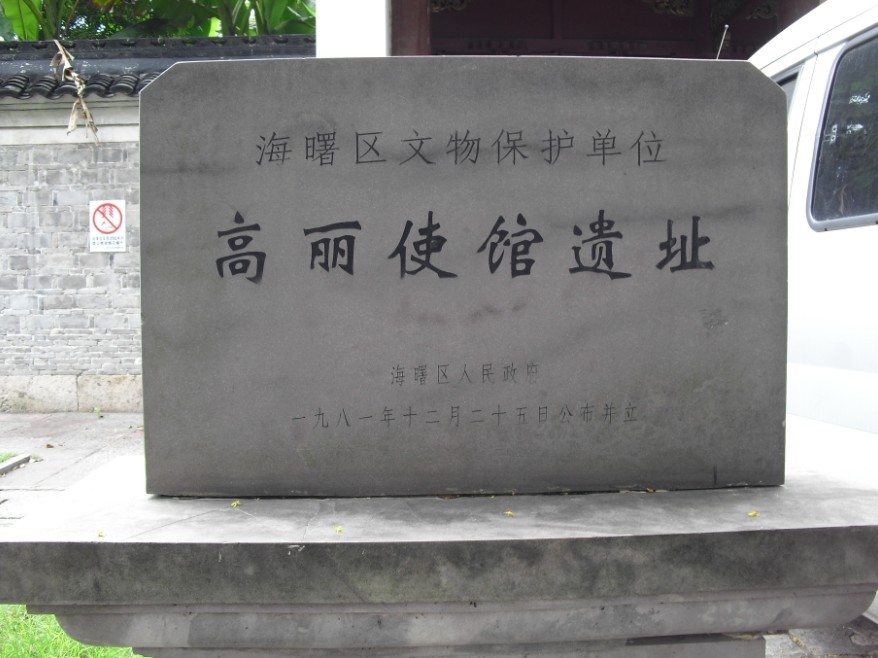 海曙区文物保护单位
高丽使馆遗址
海曙区人民政府
一九八一年十二月二十五日公布并立